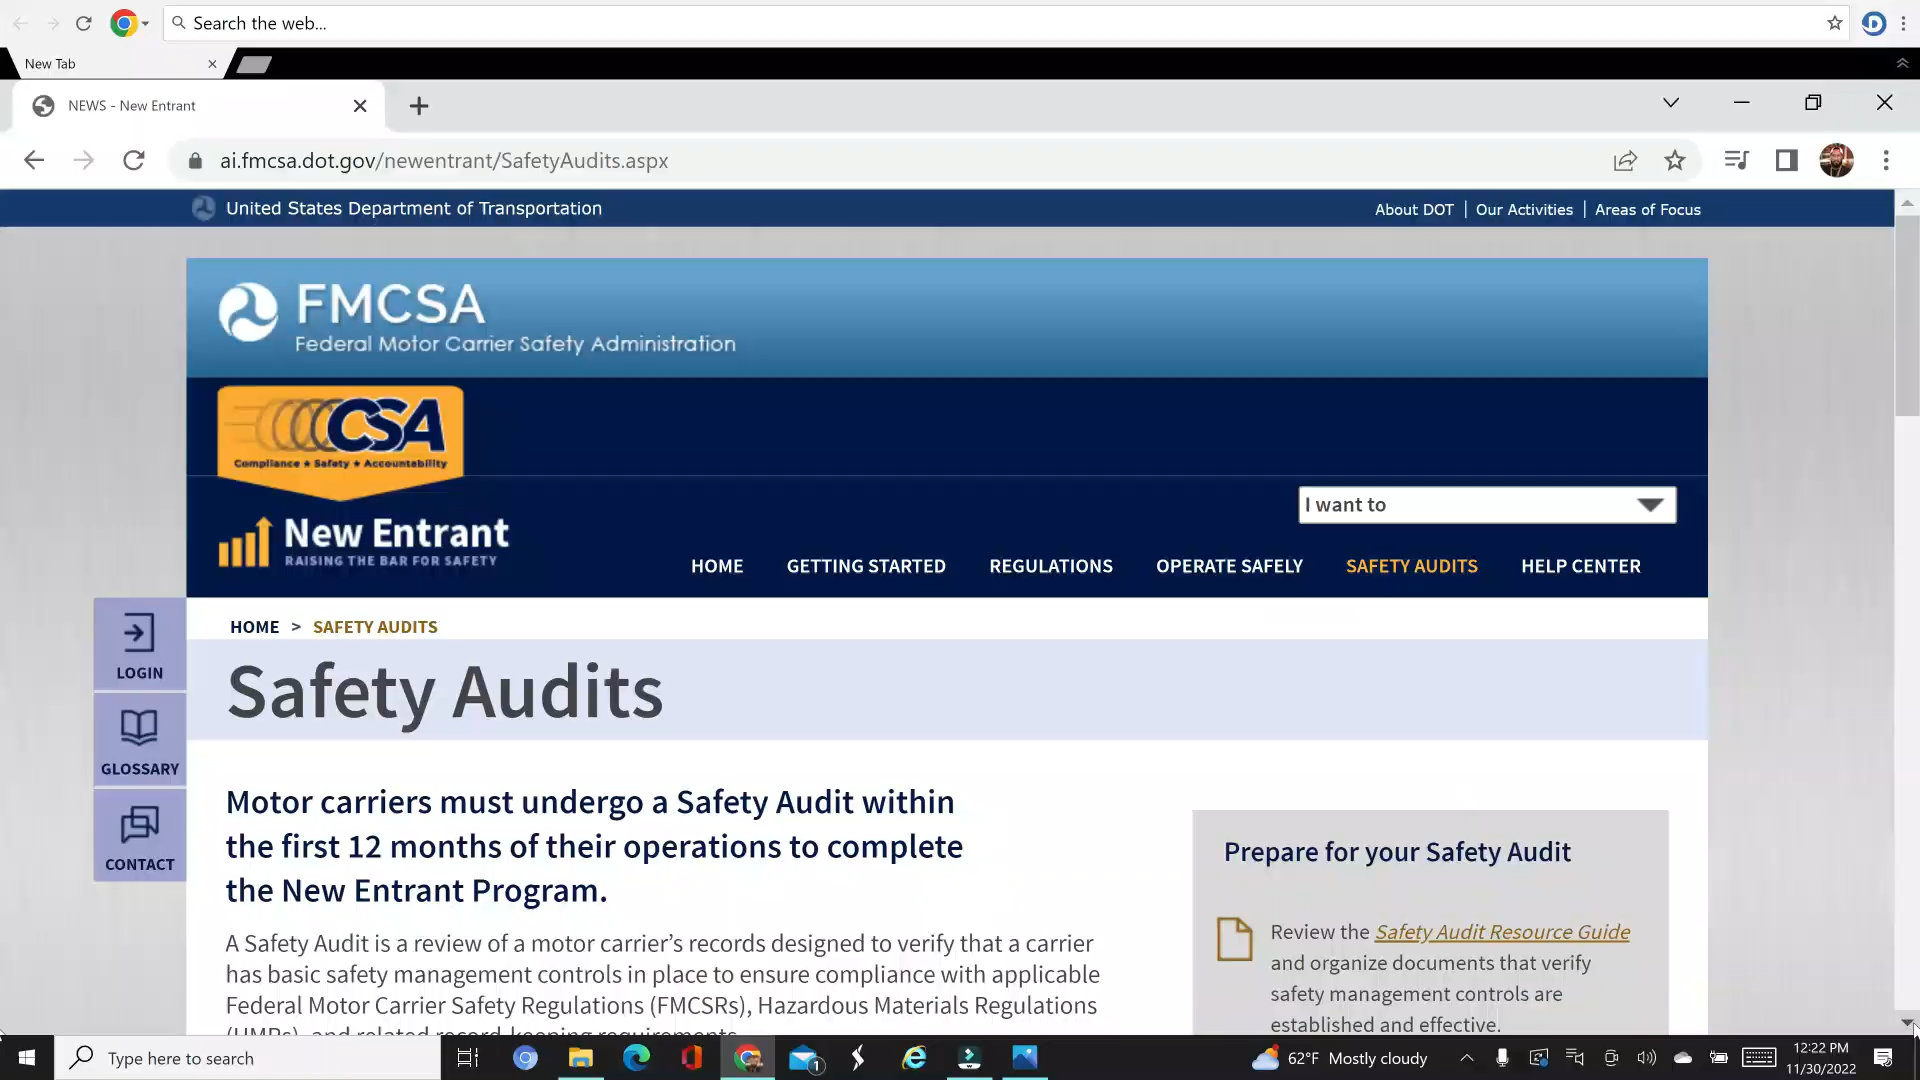 Search the web...
New Tab
NEWS - New Entrant
ai.fmcsa.dot.gov/newentrant/SafetyAudits.aspx
United States Department of Transportation
About DOT | Our Activities | Areas of Focus
FMCSA
Federal Motor Carrier Safety Administration
CSA
Compliance ★ Safety ★ Accountability
I want to
New Entrant
RAISING THE BAR FOR SAFETY
HOME GETTING STARTED REGULATIONS OPERATE SAFELY SAFETY AUDITS HELP CENTER
HOME > SAFETY AUDITS
LOGIN
GLOSSARY
CONTACT
Safety Audits
Motor carriers must undergo a Safety Audit within
the first 12 months of their operations to complete
the New Entrant Program.
A Safety Audit is a review of a motor carrier’s records designed to verify that a carrier
has basic safety management controls in place to ensure compliance with applicable
Federal Motor Carrier Safety Regulations (FMCSRs), Hazardous Materials Regulations
(HMRs), and related record-keeping requirements.
Prepare for your Safety Audit
Review the Safety Audit Resource Guide
and organize documents that verify
safety management controls are
established and effective.
Type here to search
1
62°F Mostly cloudy
12:22 PM
11/30/2022